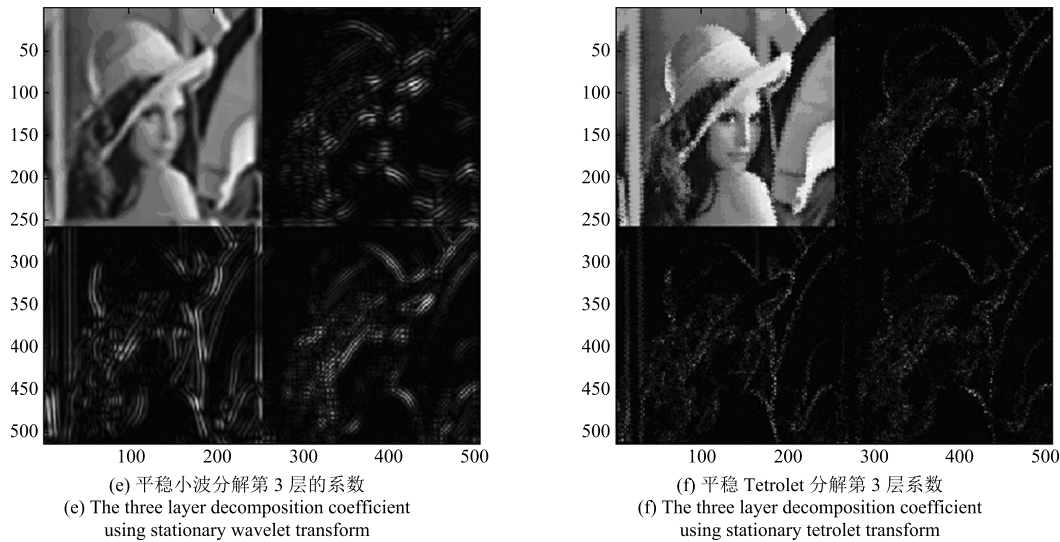 50
100
150
200
250
300
350
400
450
500
100 200 300 400 500
(e) 平稳小波分解第 3 层的系数
(e) The three layer decomposition coefficient
using stationary wavelet transform
50
100
150
200
250
300
350
400
450
500
100 200 300 400 500
(f) 平稳 Tetrolet 分解第 3 层系数
(f) The three layer decomposition coefficient
using stationary tetrolet transform